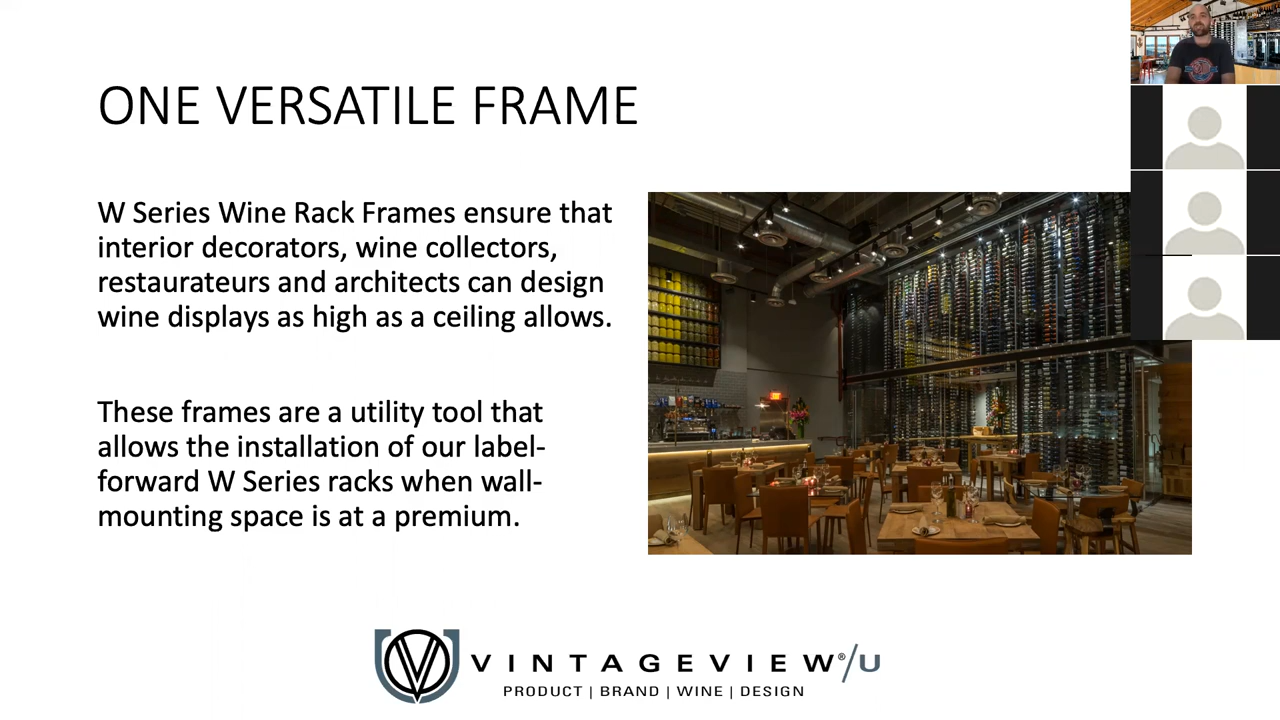 ONE VERSATILE FRAME
W Series Wine Rack Frames ensure that
interior decorators, wine collectors,
restaurateurs and architects can design
wine displays as high as a ceiling allows.
These frames are a utility tool that
allows the installation of our label-
forward W Series racks when wall-
mounting space is at a premium.
VINTAGEVIEW®/U
PRODUCT | BRAND | WINE | DESIGN